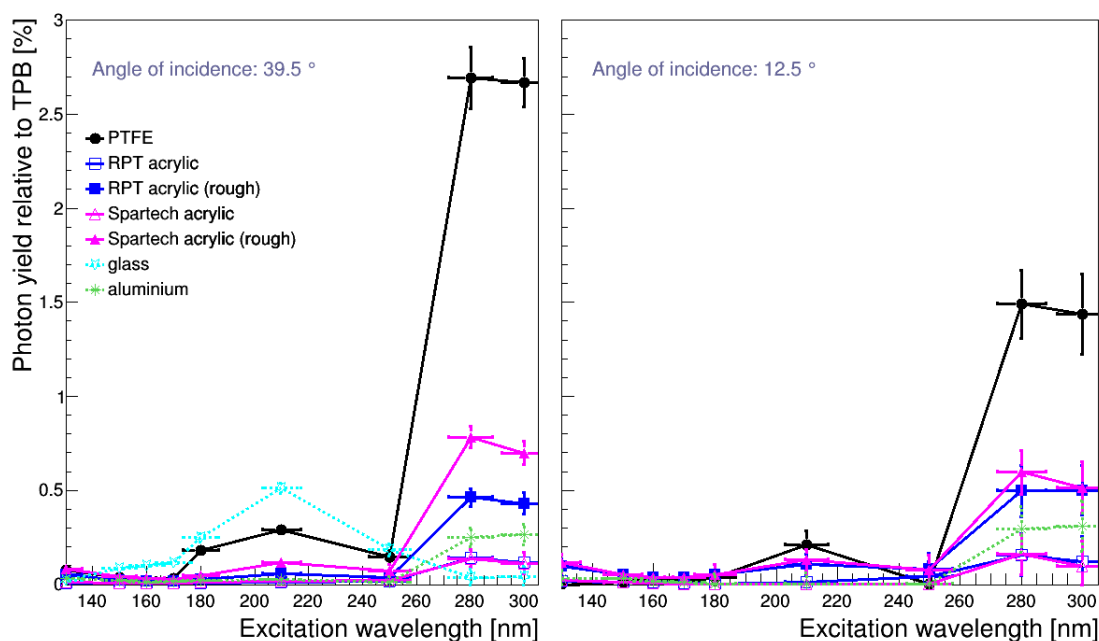 Photon yield relative to TPB [%]
3
2.5
2
1.5
1
0.5
0
Angle of incidence: 39.5 °
PTFE
RPT acrylic
RPT acrylic (rough)
Spartech acrylic
Spartech acrylic (rough)
glass
aluminium
140 160 180 200 220 240 260 280 300
Excitation wavelength [nm]
Angle of incidence: 12.5 °
140 160 180 200 220 240 260 280 300
Excitation wavelength [nm]